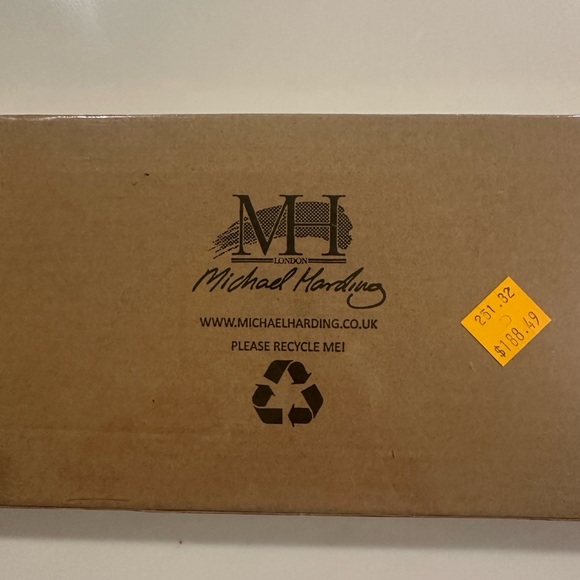 MH
LONDON
Michael Harding
WWW.MICHAELHARDING.CO.UK
PLEASE RECYCLE ME!
251.32
$188.49